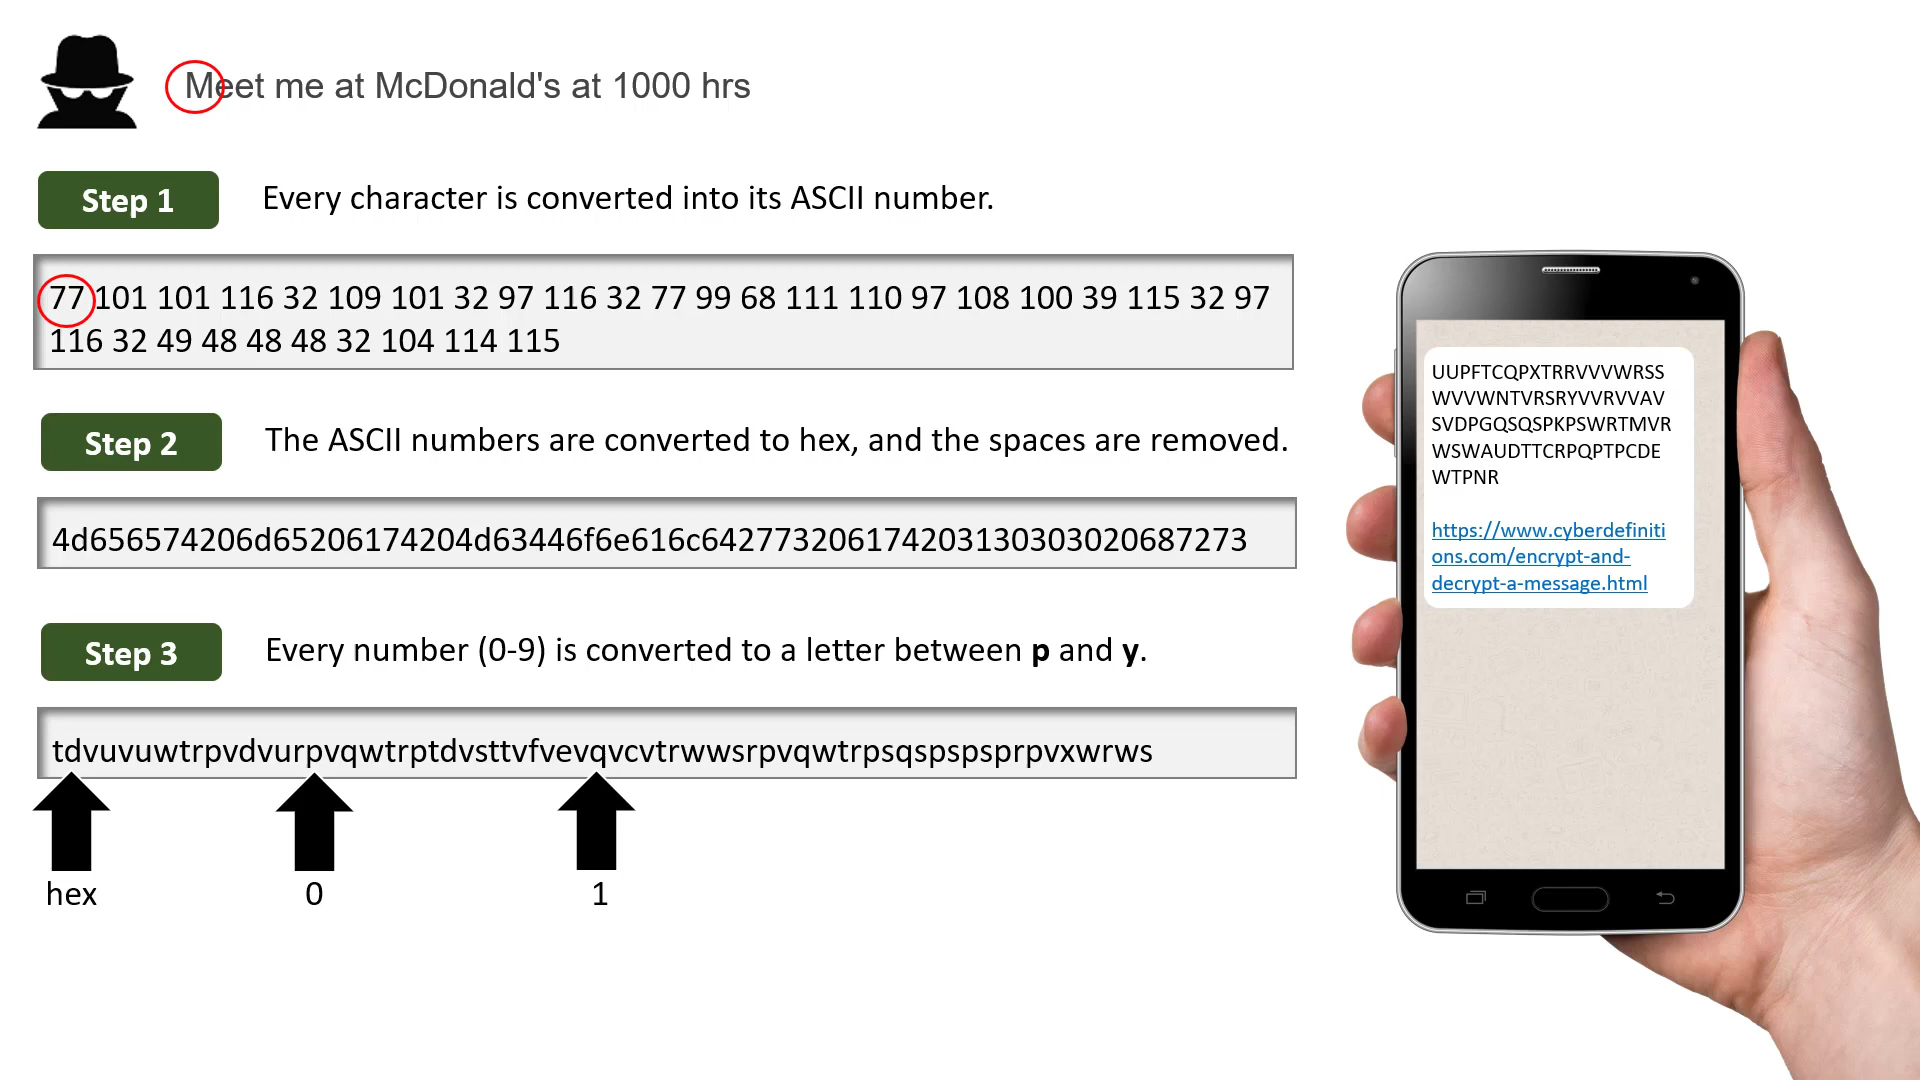 Meet me at McDonald's at 1000 hrs
Step 1
Every character is converted into its ASCII number.
77 101 101 116 32 109 101 32 97 116 32 77 99 68 111 110 97 108 100 39 115 32 97
116 32 49 48 48 48 32 104 114 115
Step 2
The ASCII numbers are converted to hex, and the spaces are removed.
4d656574206d65206174204d63446f6e616c642773206174203130303020687273
Step 3
Every number (0-9) is converted to a letter between p and y.
tdvuvuwtrpvdvurpvqwtrptdvsttvfvevqvcvtrwwsrpvqwtrpsqspspsprpvxwrws
hex
0
1
UUPFTCQPXTRRVVVWRSS
WVVWNTVRSRYVVRVVAV
SVDPGQSQSPKPSWRTMVR
WSWAUDTTCRPQPTPCDE
WTPNR
https://www.cyberdefiniti
ons.com/encrypt-and-
decrypt-a-message.html